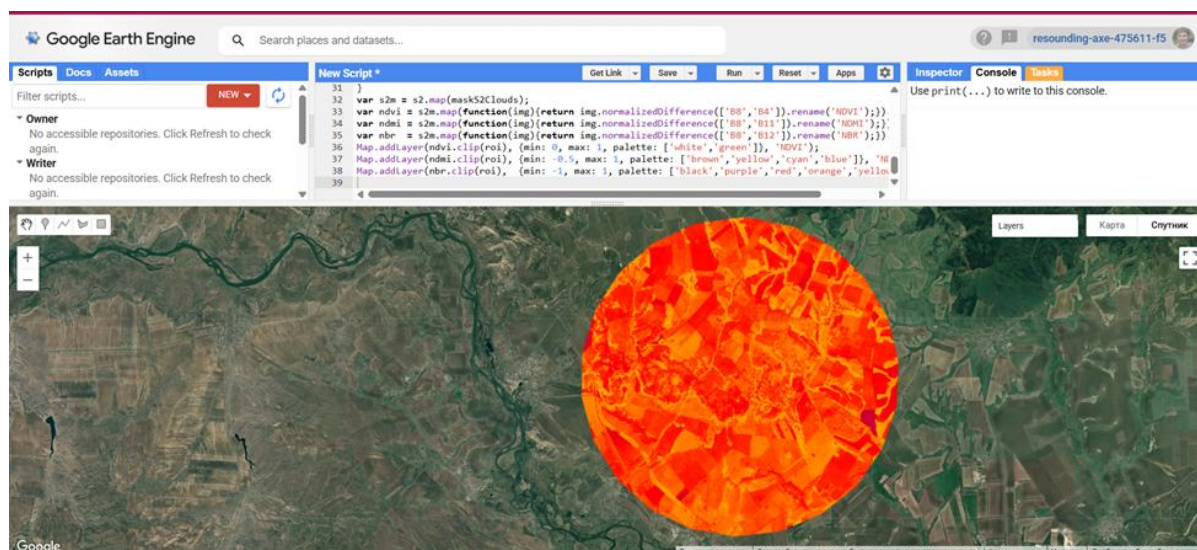 Google Earth Engine
Search places and datasets...
resounding-axe-475611-f5
Scripts Docs Assets
Filter scripts...
NEW
Owner
No accessible repositories. Click Refresh to check
again.
Writer
No accessible repositories. Click Refresh to check
again.
New Script *
Get Link Save Run Reset Apps
31 }
32 var s2m = s2.map(maskS2Clouds);
33 var ndvi = s2m.map(function(img){return img.normalizedDifference(['B8','B4']).rename('NDVI');})
34 var ndmi = s2m.map(function(img){return img.normalizedDifference(['B8','B11']).rename('NDMI');}
35 var nbr = s2m.map(function(img){return img.normalizedDifference(['B8','B12']).rename('NBR');})
36 Map.addLayer(ndvi.clip(roi), {min: 0, max: 1, palette: ['white','green']}, 'NDVI');
37 Map.addLayer(ndmi.clip(roi), {min: -0.5, max: 1, palette: ['brown','yellow','cyan','blue']},
38 Map.addLayer(nbr.clip(roi), {min: -1, max: 1, palette: ['black','purple','red','orange','yello
39
Inspector Console Tasks
Use print(...) to write to this console.
Layers
Карта Спутник
Google